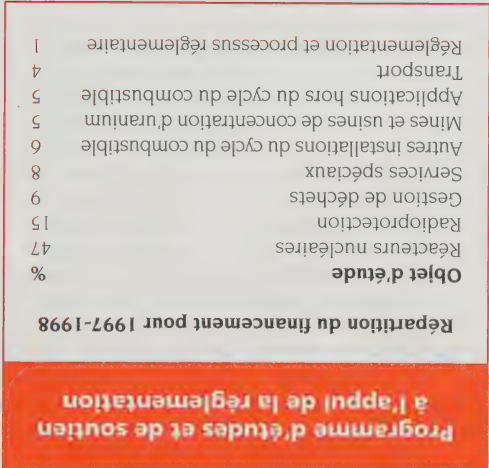 Programme d'études et de soutien
à l'appui de la réglementation
Répartition du financement pour 1997-1998
Objet d'étude %
Réacteurs nucléaires 47
Radioprotection 15
Gestion de déchets 9
Services spéciaux 8
Autres installations du cycle du combustible 6
Mines et usines de concentration d'uranium 5
Applications hors du cycle du combustible 5
Transport 4
Réglementation et processus réglementaire 1